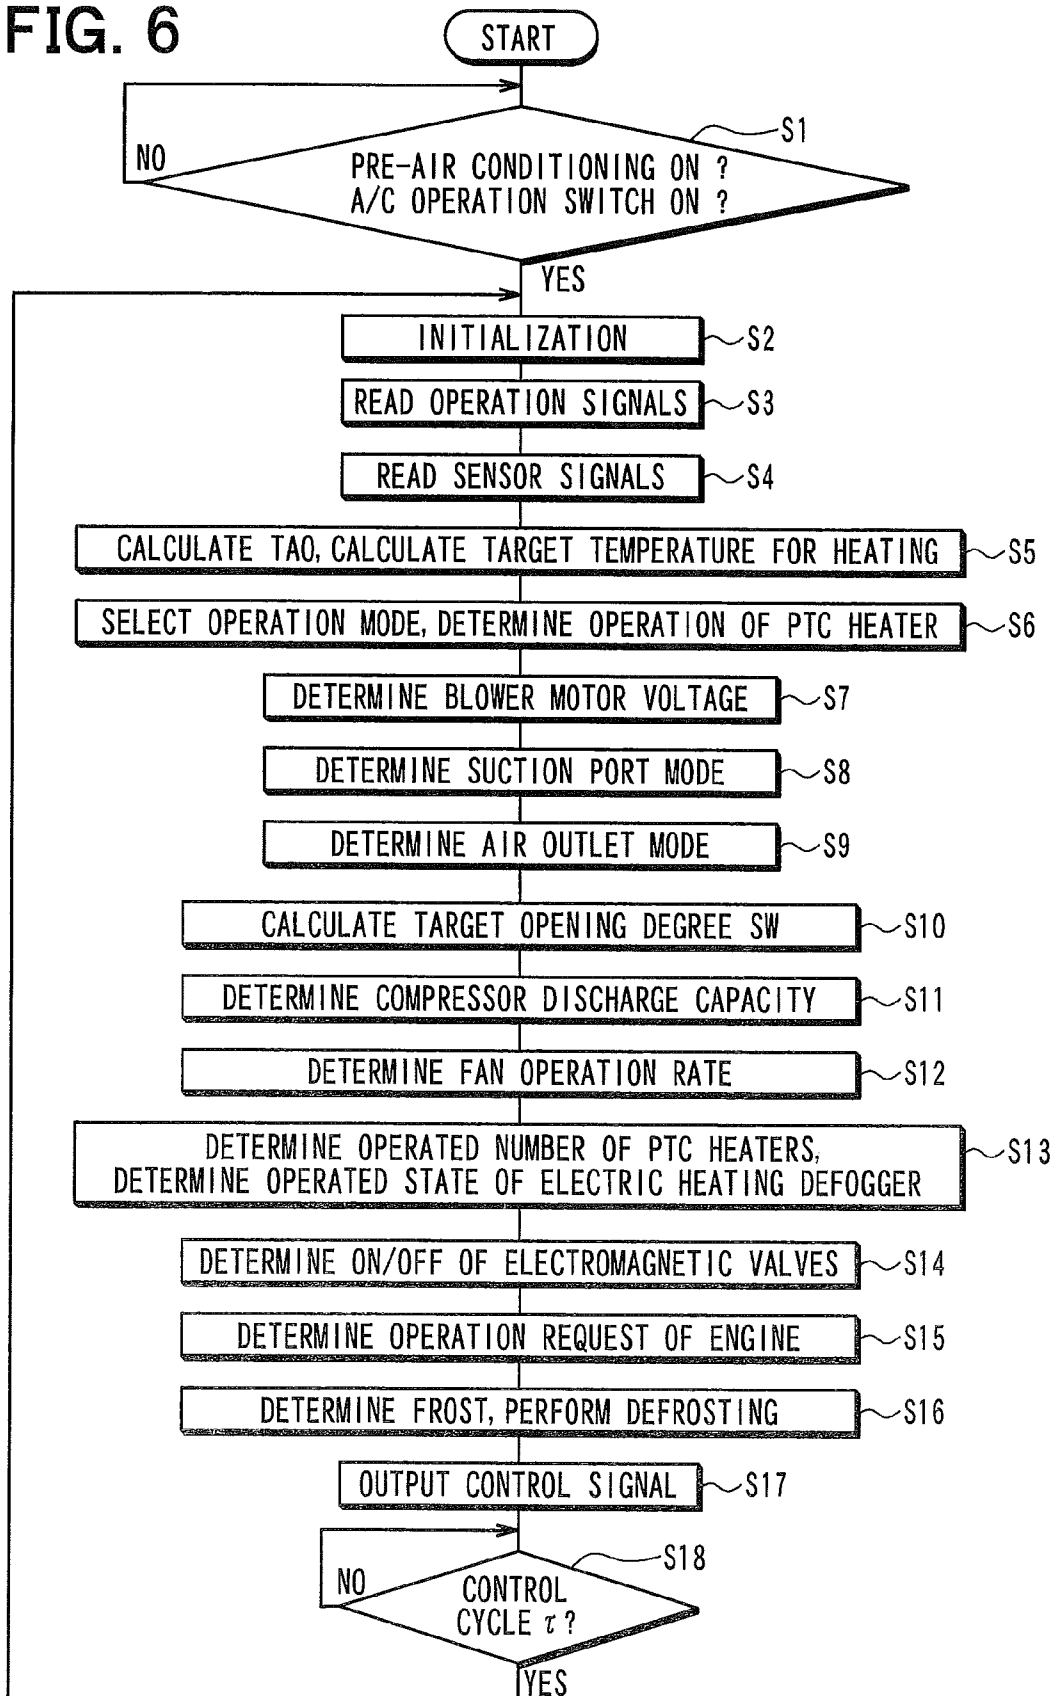 FIG. 6
START
S1
NO
PRE-AIR CONDITIONING ON ?
A/C OPERATION SWITCH ON ?
YES
INITIALIZATION
S2
READ OPERATION SIGNALS
S3
READ SENSOR SIGNALS
S4
CALCULATE TAO, CALCULATE TARGET TEMPERATURE FOR HEATING
S5
SELECT OPERATION MODE, DETERMINE OPERATION OF PTC HEATER
S6
DETERMINE BLOWER MOTOR VOLTAGE
S7
DETERMINE SUCTION PORT MODE
S8
DETERMINE AIR OUTLET MODE
S9
CALCULATE TARGET OPENING DEGREE SW
S10
DETERMINE COMPRESSOR DISCHARGE CAPACITY
S11
DETERMINE FAN OPERATION RATE
S12
DETERMINE OPERATED NUMBER OF PTC HEATERS,
DETERMINE OPERATED STATE OF ELECTRIC HEATING DEFOGGER
S13
DETERMINE ON/OFF OF ELECTROMAGNETIC VALVES
S14
DETERMINE OPERATION REQUEST OF ENGINE
S15
DETERMINE FROST, PERFORM DEFROSTING
S16
OUTPUT CONTROL SIGNAL
S17
S18
NO
CONTROL
CYCLE τ ?
YES